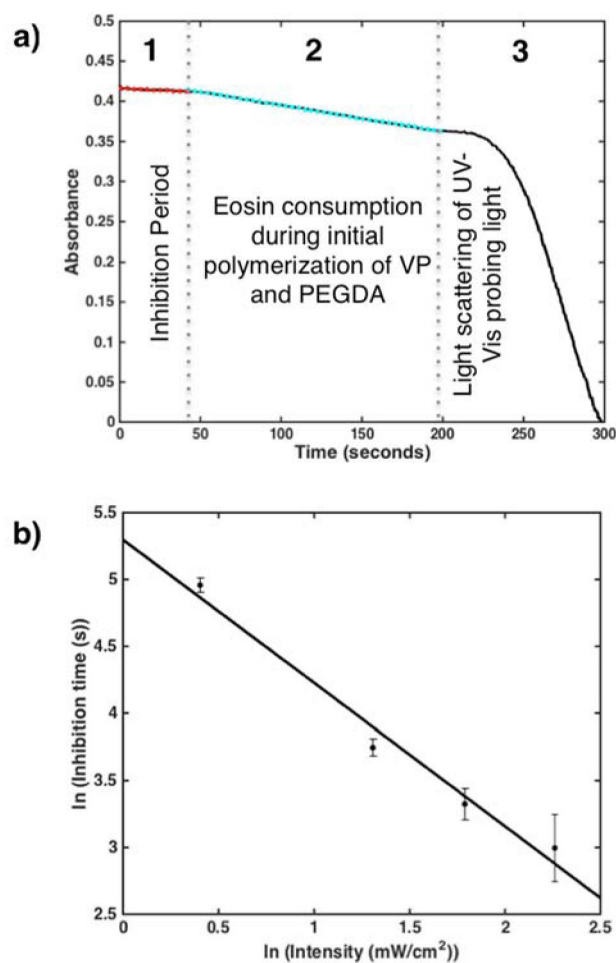 a)
1 2 3
0.5
0.45
0.4
0.35
0.3
0.25
0.2
0.15
0.1
0.05
0
Absorbance
Inhibition Period
Eosin consumption
during initial
polymerization of VP
and PEGDA
Light scattering of UV-
Vis probing light
0 50 100 150 200 250 300
Time (seconds)
b)
5.5
5
4.5
4
3.5
3
2.5
ln (Inhibition time (s))
0 0.5 1 1.5 2 2.5
ln (Intensity (mW/cm²))